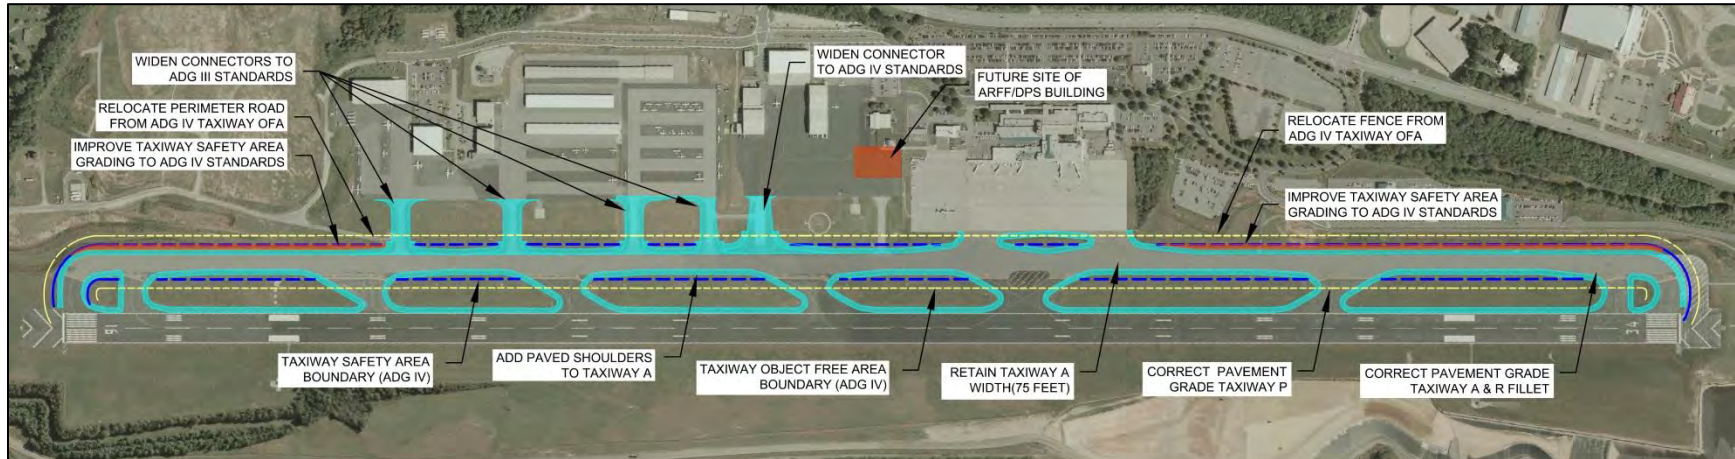 WIDEN CONNECTORS TO
ADG III STANDARDS
RELOCATE PERIMETER ROAD
FROM ADG IV TAXIWAY OFA
IMPROVE TAXIWAY SAFETY AREA
GRADING TO ADG IV STANDARDS
WIDEN CONNECTOR
TO ADG IV STANDARDS
FUTURE SITE OF
ARFF/DPS BUILDING
RELOCATE FENCE FROM
ADG IV TAXIWAY OFA
IMPROVE TAXIWAY SAFETY AREA
GRADING TO ADG IV STANDARDS
16
34
TAXIWAY SAFETY AREA
BOUNDARY (ADG IV)
ADD PAVED SHOULDERS
TO TAXIWAY A
TAXIWAY OBJECT FREE AREA
BOUNDARY (ADG IV)
RETAIN TAXIWAY A
WIDTH(75 FEET)
CORRECT PAVEMENT
GRADE TAXIWAY P
CORRECT PAVEMENT GRADE
TAXIWAY A & R FILLET